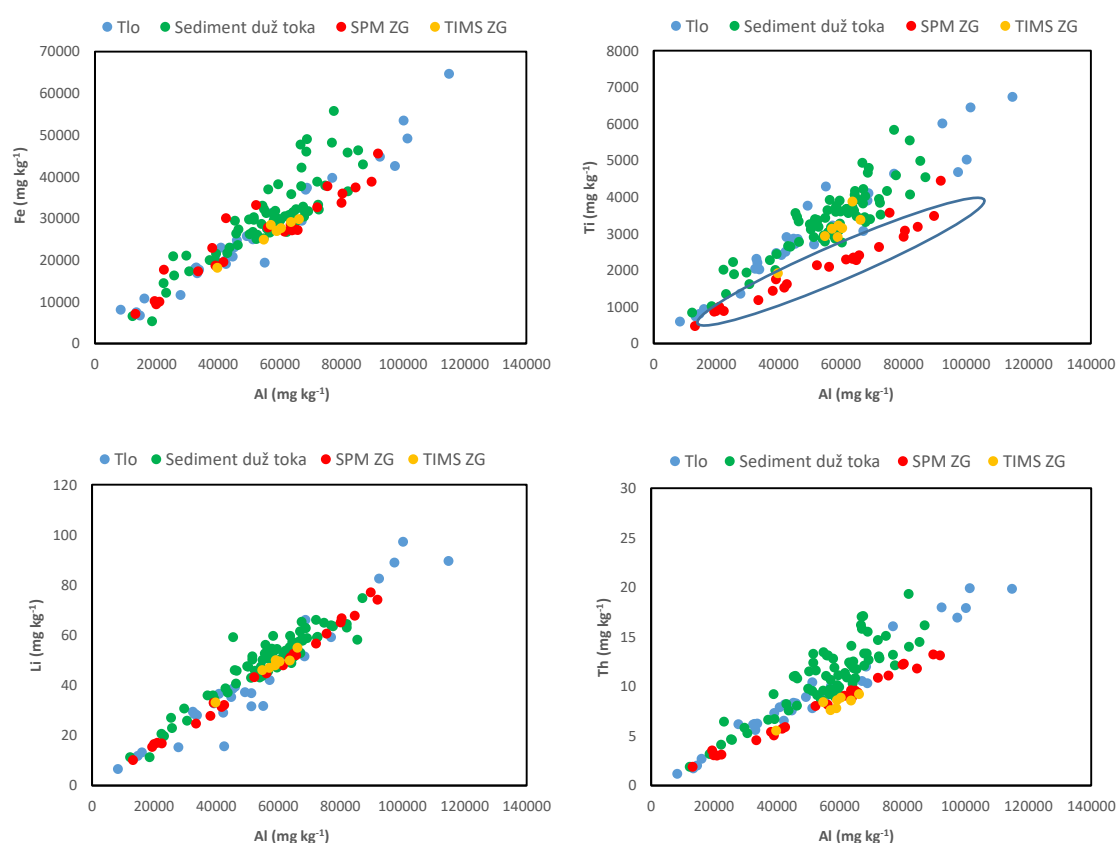 Tlo Sediment duž toka SPM ZG TIMS ZG
70000
60000
50000
40000
30000
20000
10000
0
Fe (mg kg⁻¹)
0 20000 40000 60000 80000 100000 120000 140000
Al (mg kg⁻¹)
Tlo Sediment duž toka SPM ZG TIMS ZG
8000
7000
6000
5000
4000
3000
2000
1000
0
Ti (mg kg⁻¹)
0 20000 40000 60000 80000 100000 120000 140000
Al (mg kg⁻¹)
Tlo Sediment duž toka SPM ZG TIMS ZG
120
100
80
60
40
20
0
Li (mg kg⁻¹)
0 20000 40000 60000 80000 100000 120000 140000
Al (mg kg⁻¹)
Tlo Sediment duž toka SPM ZG TIMS ZG
30
25
20
15
10
5
0
Th (mg kg⁻¹)
0 20000 40000 60000 80000 100000 120000 140000
Al (mg kg⁻¹)